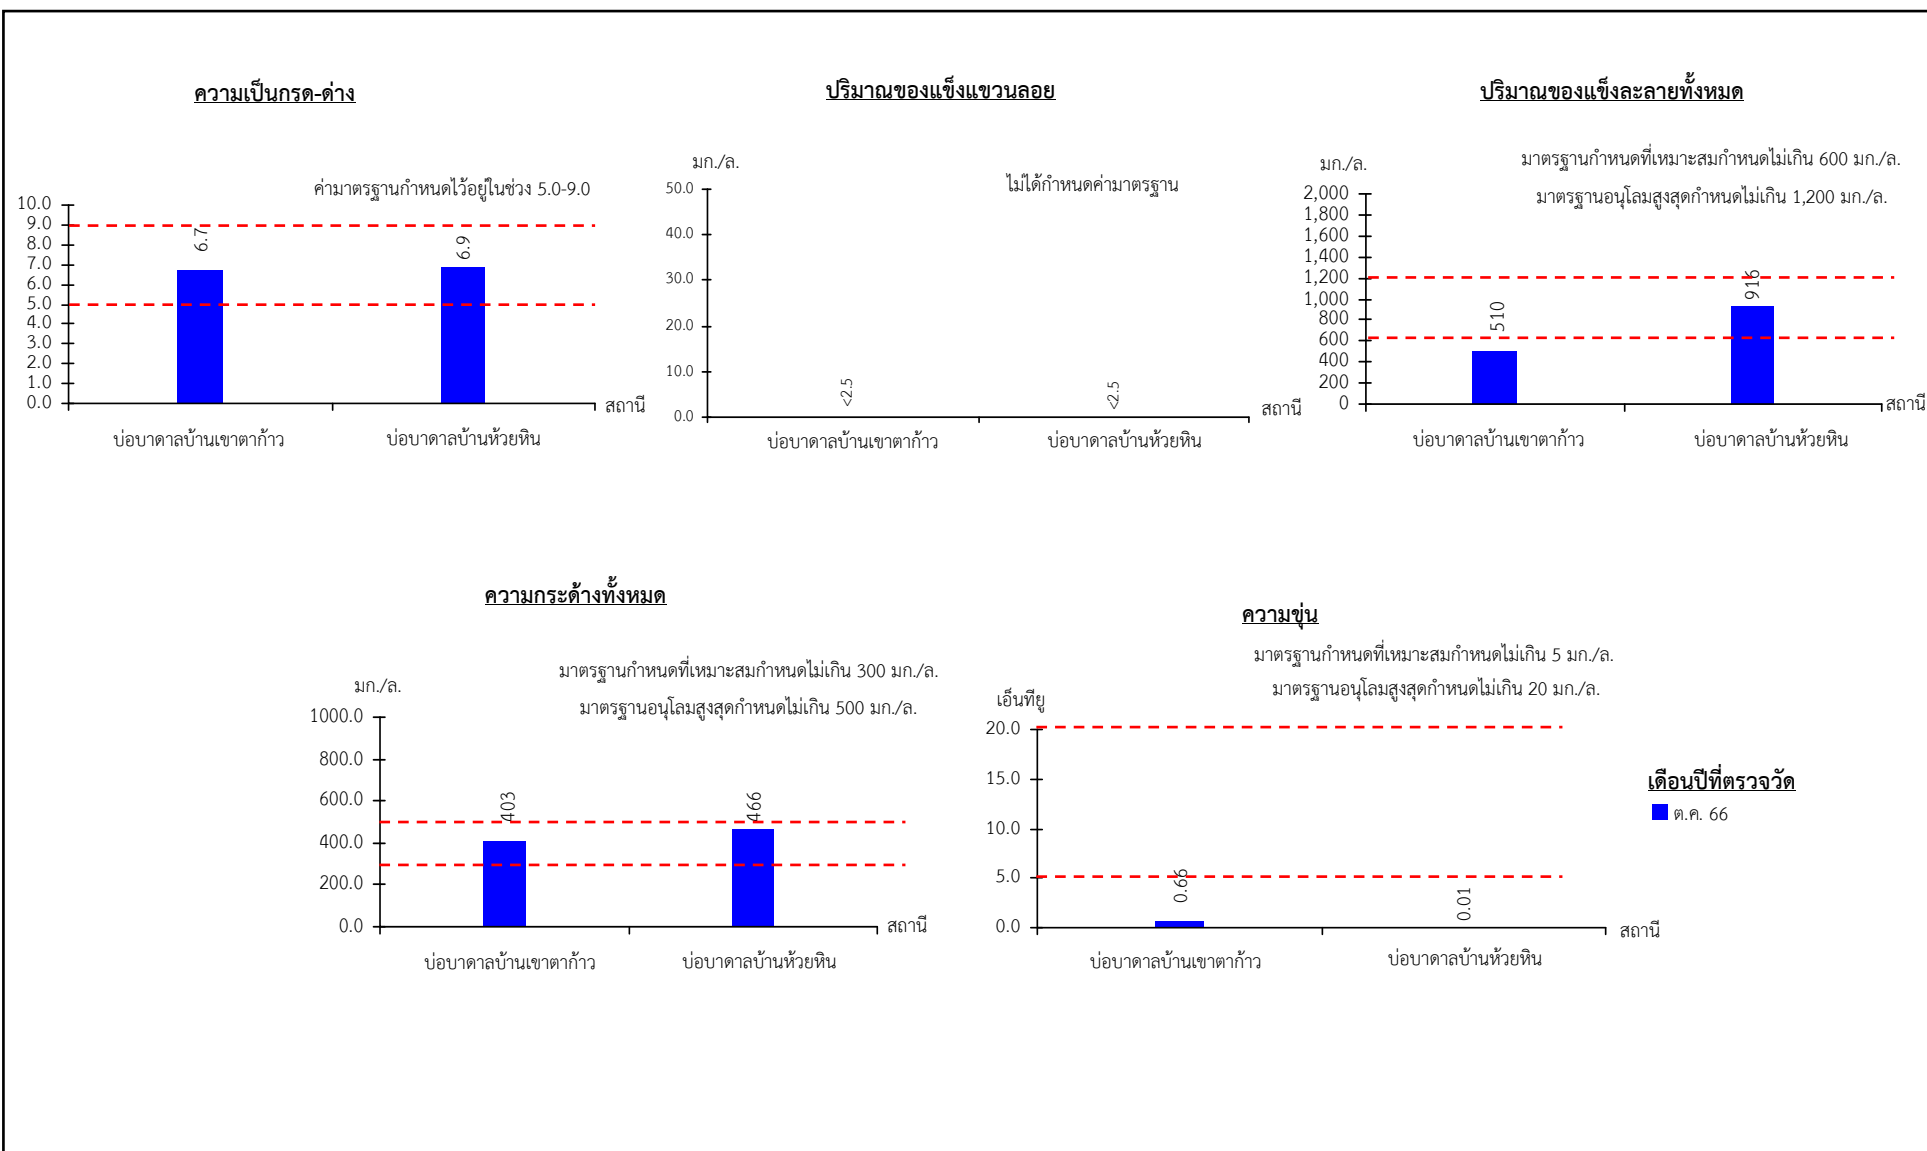 ความเป็นกรด-ด่าง
ค่ามาตรฐานกำหนดไว้อยู่ในช่วง 5.0-9.0
10.0
9.0
8.0
7.0
6.0
5.0
4.0
3.0
2.0
1.0
0.0
6.7
6.9
สถานี
บ่อบาดาลบ้านเขาตาก้าว
บ่อบาดาลบ้านห้วยหิน
ปริมาณของแข็งแขวนลอย
มก./ล.
ไม่ได้กำหนดค่ามาตรฐาน
50.0
40.0
30.0
20.0
10.0
0.0
<2.5
<2.5
สถานี
บ่อบาดาลบ้านเขาตาก้าว
บ่อบาดาลบ้านห้วยหิน
ปริมาณของแข็งละลายทั้งหมด
มก./ล.
มาตรฐานกำหนดที่เหมาะสมกำหนดไม่เกิน 600 มก./ล.
มาตรฐานอนุโลมสูงสุดกำหนดไม่เกิน 1,200 มก./ล.
2,000
1,800
1,600
1,400
1,200
1,000
800
600
400
200
0
510
916
สถานี
บ่อบาดาลบ้านเขาตาก้าว
บ่อบาดาลบ้านห้วยหิน
ความกระด้างทั้งหมด
มก./ล.
มาตรฐานกำหนดที่เหมาะสมกำหนดไม่เกิน 300 มก./ล.
มาตรฐานอนุโลมสูงสุดกำหนดไม่เกิน 500 มก./ล.
1000.0
800.0
600.0
400.0
200.0
0.0
403
466
สถานี
บ่อบาดาลบ้านเขาตาก้าว
บ่อบาดาลบ้านห้วยหิน
ความขุ่น
มาตรฐานกำหนดที่เหมาะสมกำหนดไม่เกิน 5 มก./ล.
มาตรฐานอนุโลมสูงสุดกำหนดไม่เกิน 20 มก./ล.
เอ็นทียู
20.0
15.0
10.0
5.0
0.0
0.66
0.01
สถานี
บ่อบาดาลบ้านเขาตาก้าว
บ่อบาดาลบ้านห้วยหิน
เดือนปีที่ตรวจวัด
ต.ค. 66